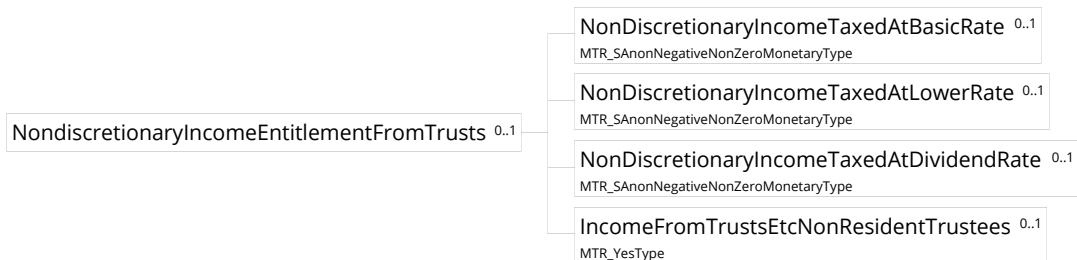 NonDiscretionaryIncomeTaxedAtBasicRate 0..1
MTR_SAnonNegativeNonZeroMonetaryType
NonDiscretionaryIncomeTaxedAtLowerRate 0..1
MTR_SAnonNegativeNonZeroMonetaryType
NondiscretionaryIncomeEntitlementFromTrusts 0..1
NonDiscretionaryIncomeTaxedAtDividendRate 0..1
MTR_SAnonNegativeNonZeroMonetaryType
IncomeFromTrustsEtcNonResidentTrustees 0..1
MTR_YesType